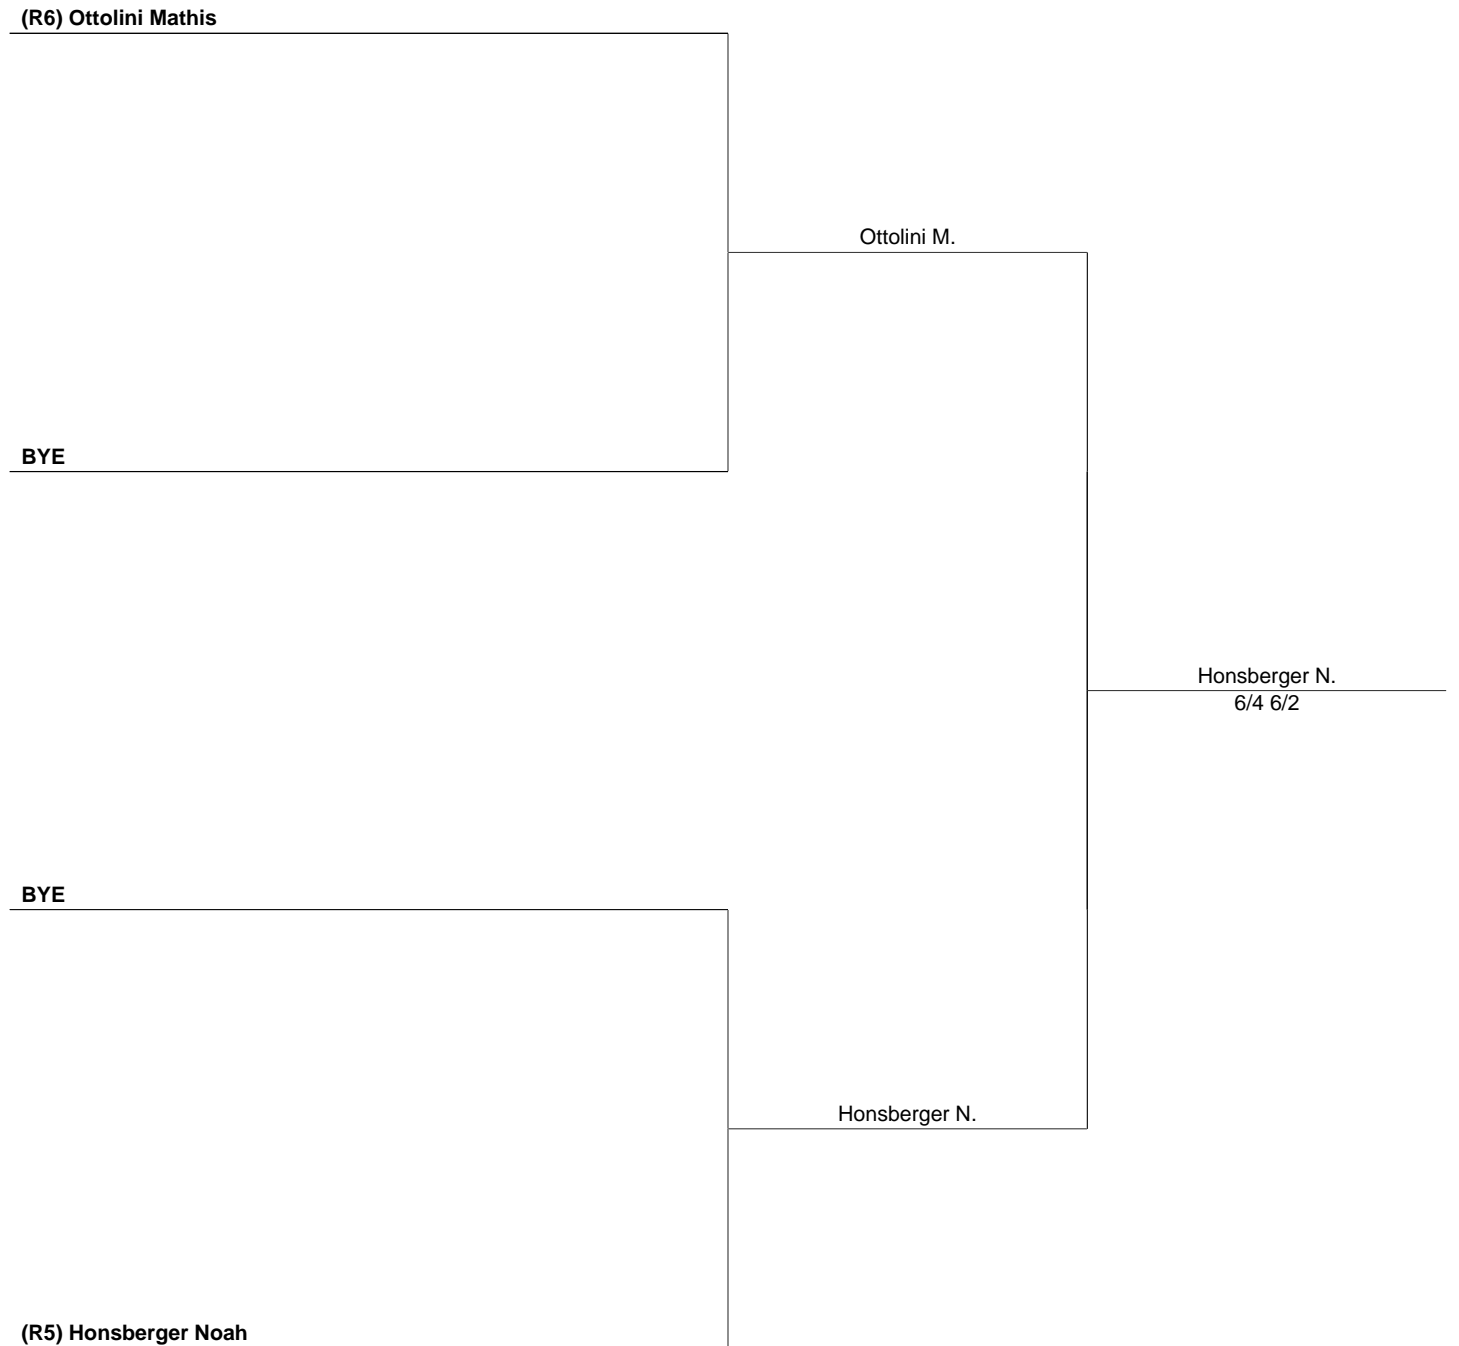 (R6) Ottolini Mathis
Ottolini M.
BYE
Honsberger N.
6/4 6/2
BYE
Honsberger N.
(R5) Honsberger Noah